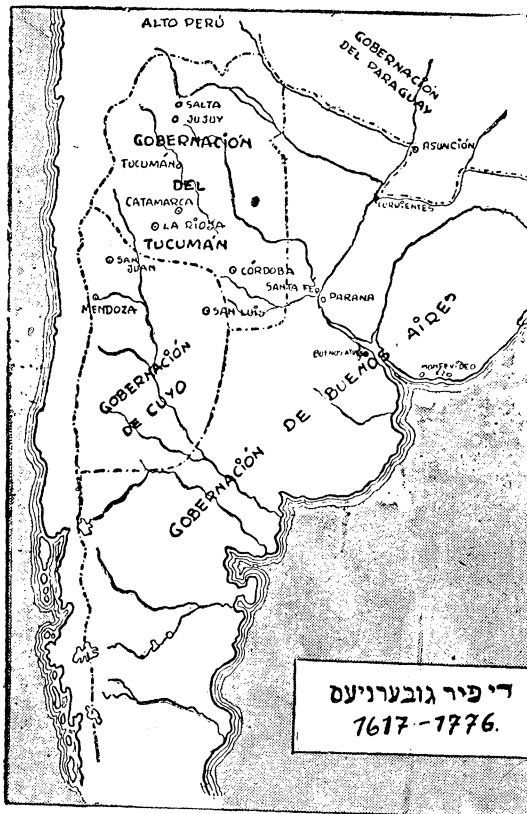 ALTO PERÚ
GOBERNACIÓN
DEL PARAGUAY
SALTA
JUJUY
GOBERNACIÓN
ASUNCIÓN
TUCUMÁN
DEL
CATAMARCA
CORRIENTES
LA RIOJA
TUCUMÁN
SAN
JUAN
CÓRDOBA
SANTA FE
PARANA
MENDOZA
SAN LUIS
BUENOS AIRES
MONTEVIDEO
GOBERNACIÓN
DE CUYO
GOBERNACIÓN DE BUENOS AIRES
די פיר גובערניעס
1617--1776.